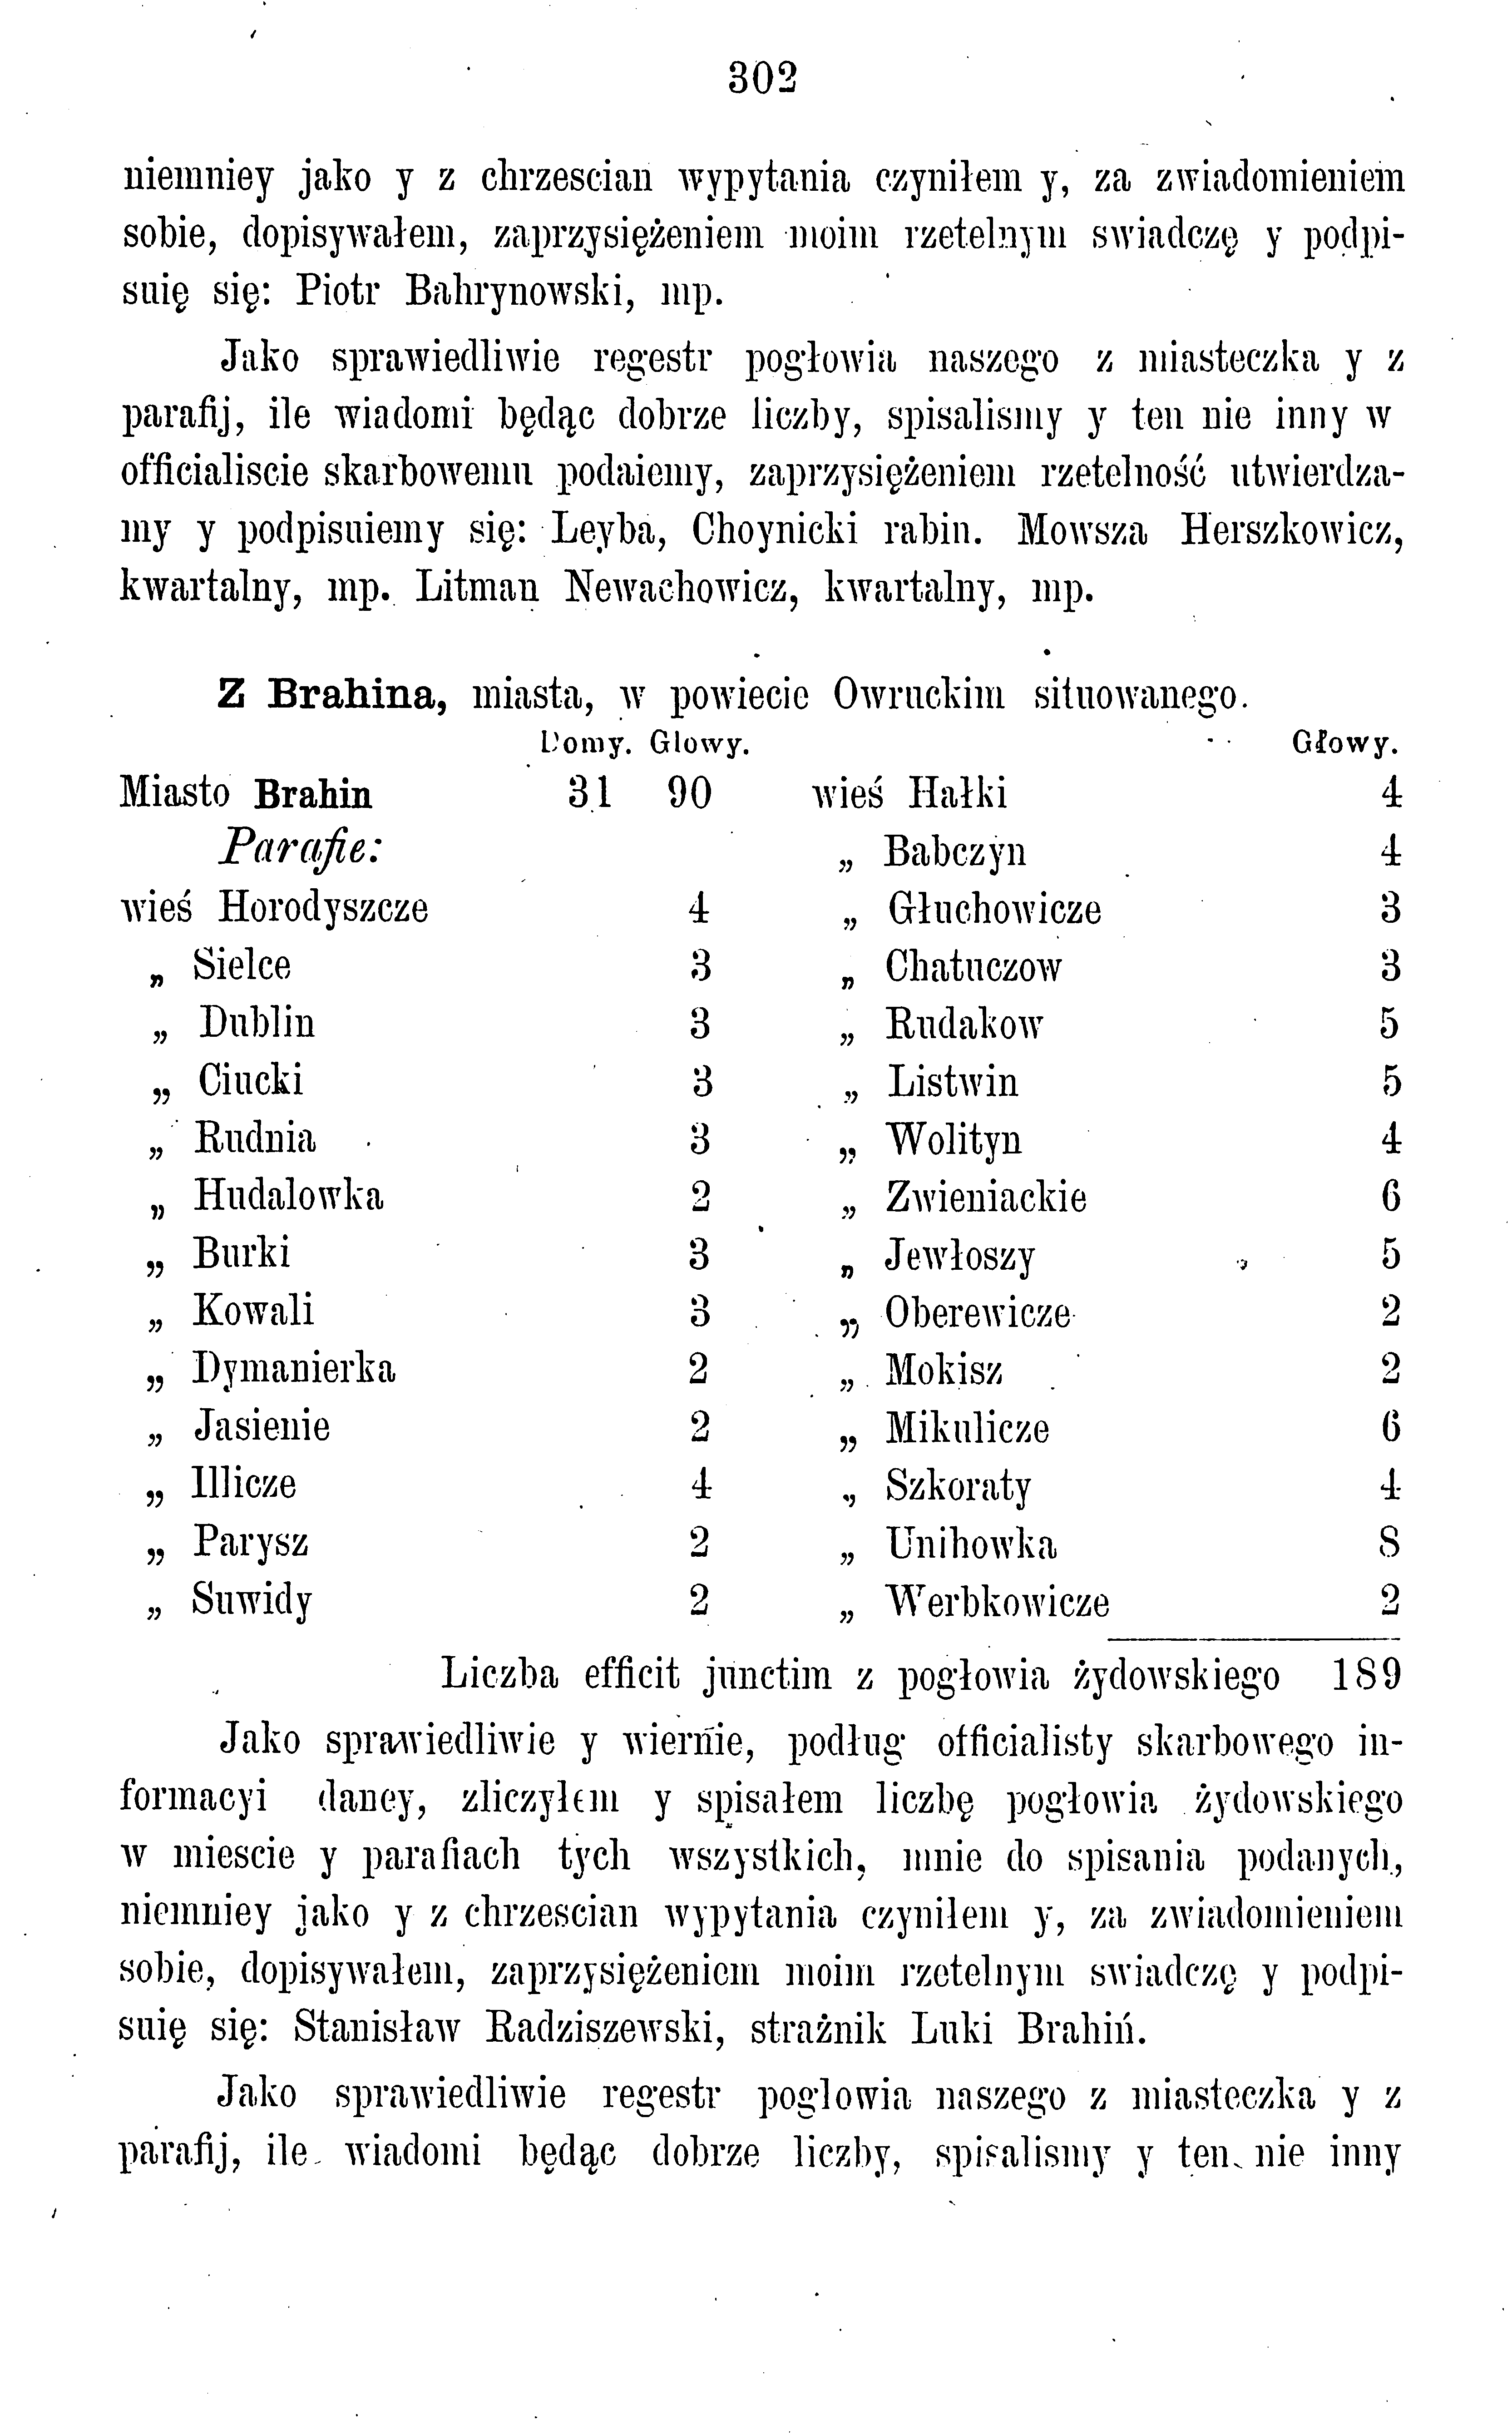 302
niemniey jako y z chrzescian wypytania czyniłem y, za zwiadomieniem
sobie, dopisywałem, zaprzysiężeniem moim rzetelnym swiadczę y podpi-
suię się: Piotr Bahrynowski, mp.
Jako sprawiedliwie regestr pogłowia naszego z miasteczka y z
parafij, ile wiadomi będąc dobrze liczby, spisalismy y ten nie inny w
officialiscie skarbowemu podaiemy, zaprzysiężeniem rzetelność utwierdza-
my y podpisuiemy się: Leyba, Choynicki rabin. Mowsza Herszkowicz,
kwartalny, mp. Litman Newachowicz, kwartalny, mp.
Z Brahina, miasta, w powiecie Owruckim situowanego.
Domy. Glowy. Głowy.
Miasto Brahin 31 90 wieś Hałki 4
Parafie: „ Babczyn 4
wieś Horodyszcze 4 „ Głuchowicze 3
„ Sielce 3 „ Chatuczow 3
„ Dublin 3 „ Rudakow 5
„ Ciucki 3 „ Listwin 5
„ Rudnia 3 „ Wolityn 4
„ Hudalowka 2 „ Zwieniackie 6
„ Burki 3 „ Jewłoszy 5
„ Kowali 3 „ Oberewicze 2
„ Dymanierka 2 „ Mokisz 2
„ Jasienie 2 „ Mikulicze 6
„ Illicze 4 „ Szkoraty 4
„ Parysz 2 „ Unihowka 8
„ Suwidy 2 „ Werbkowicze 2
Liczba efficit junctim z pogłowia żydowskiego 189
Jako sprawiedliwie y wiernie, podług officialisty skarbowego in-
formacyi daney, zliczyłem y spisałem liczbę pogłowia żydowskiego
w miescie y parafiach tych wszystkich, mnie do spisania podanych,
niemniey jako y z chrzescian wypytania czyniłem y, za zwiadomieniem
sobie, dopisywałem, zaprzysiężeniem moim rzetelnym swiadczę y podpi-
suię się: Stanisław Radziszewski, strażnik Luki Brahiń.
Jako sprawiedliwie regestr poglowia naszego z miasteczka y z
parafij, ile wiadomi będąc dobrze liczby, spisalismy y ten nie inny